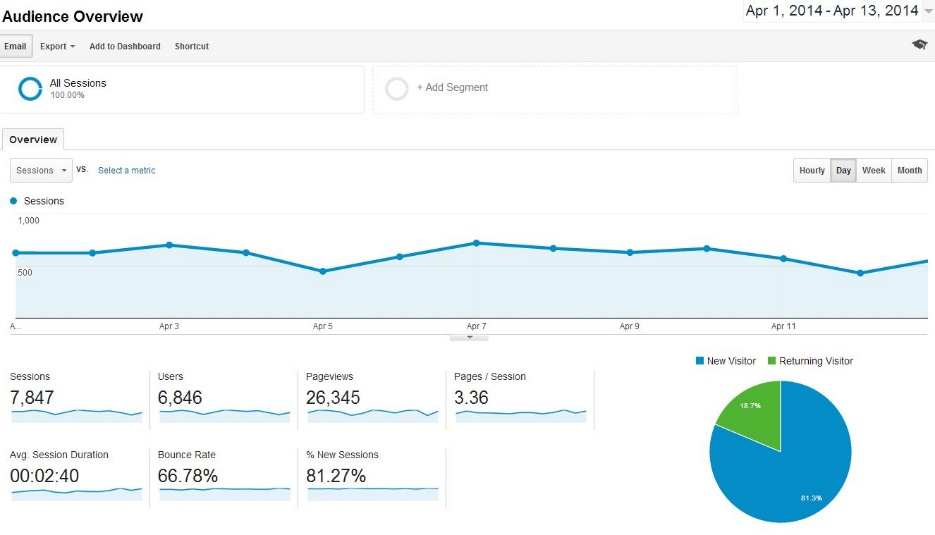 Audience Overview
Apr 1, 2014 - Apr 13, 2014
Email Export Add to Dashboard Shortcut
All Sessions
100.00%
+ Add Segment
Overview
Sessions vs. Select a metric
Hourly Day Week Month
Sessions
1,000
500
A... Apr 3 Apr 5 Apr 7 Apr 9 Apr 11
New Visitor Returning Visitor
Sessions Users Pageviews Pages / Session
7,847 6,846 26,345 3.36
18.7%
Avg. Session Duration Bounce Rate % New Sessions
00:02:40 66.78% 81.27%
81.3%